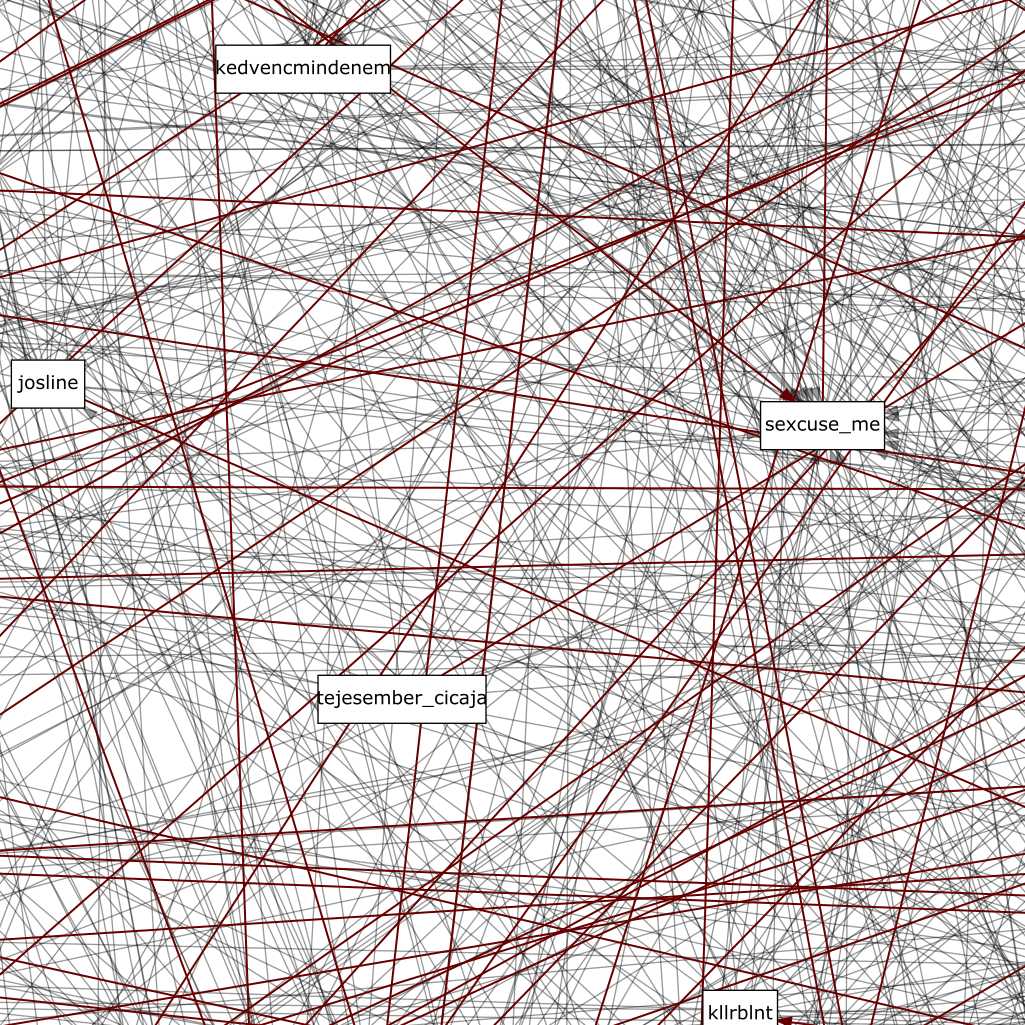 kedvencmindenem
josline
sexcuse_me
tejesember_cicaja
kllrblnt